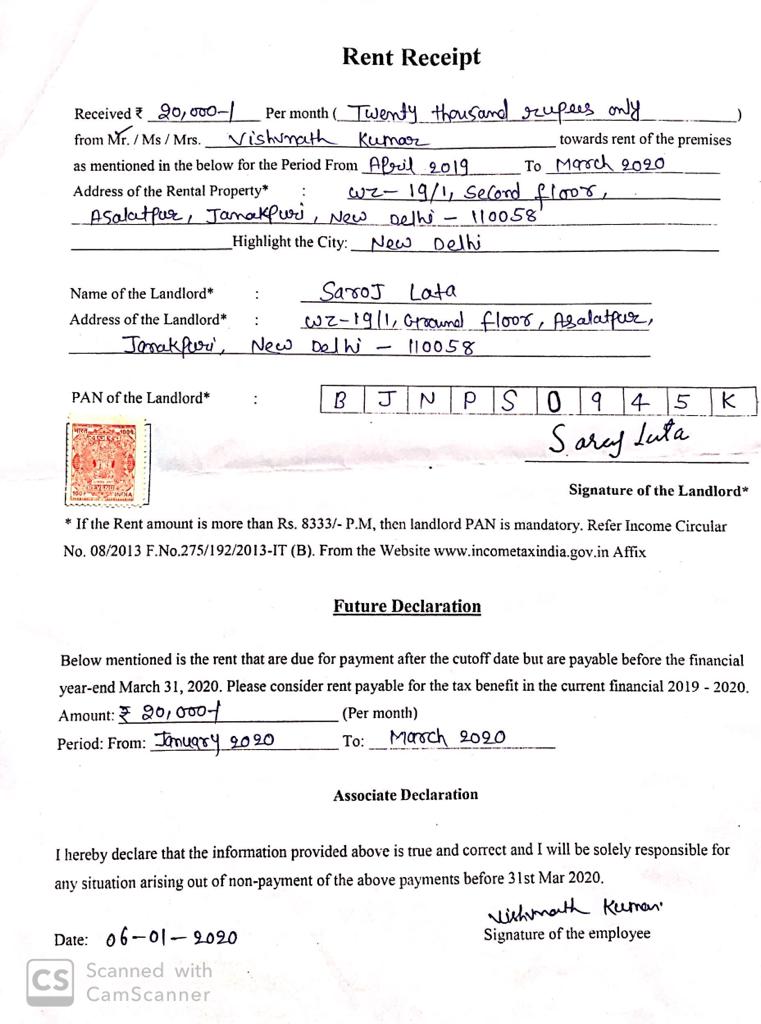 Rent Receipt
Received ₹ 20,000-/ Per month ( Twenty thousand rupees only )
from Mr. / Ms / Mrs. Vishvnath Kumar towards rent of the premises
as mentioned in the below for the Period From April 2019 To March 2020
Address of the Rental Property* : WZ-19/1, Second floor,
Asalatpur, Janakpuri, New Delhi - 110058
Highlight the City: New Delhi
Name of the Landlord* : Saroj Lata
Address of the Landlord* : WZ-19/1, Ground floor, Asalatpur,
Janakpuri, New Delhi - 110058
PAN of the Landlord* : B J N P S 0 9 4 5 K
Saroj Lata
भारत
REVENUE
INDIA
Signature of the Landlord*
* If the Rent amount is more than Rs. 8333/- P.M, then landlord PAN is mandatory. Refer Income Circular
No. 08/2013 F.No.275/192/2013-IT (B). From the Website www.incometaxindia.gov.in Affix
Future Declaration
Below mentioned is the rent that are due for payment after the cutoff date but are payable before the financial
year-end March 31, 2020. Please consider rent payable for the tax benefit in the current financial 2019 - 2020.
Amount: ₹ 20,000-/ (Per month)
Period: From: January 2020 To: March 2020
Associate Declaration
I hereby declare that the information provided above is true and correct and I will be solely responsible for
any situation arising out of non-payment of the above payments before 31st Mar 2020.
Vishvnath Kumar
Date: 06-01-2020 Signature of the employee
CS Scanned with
CamScanner